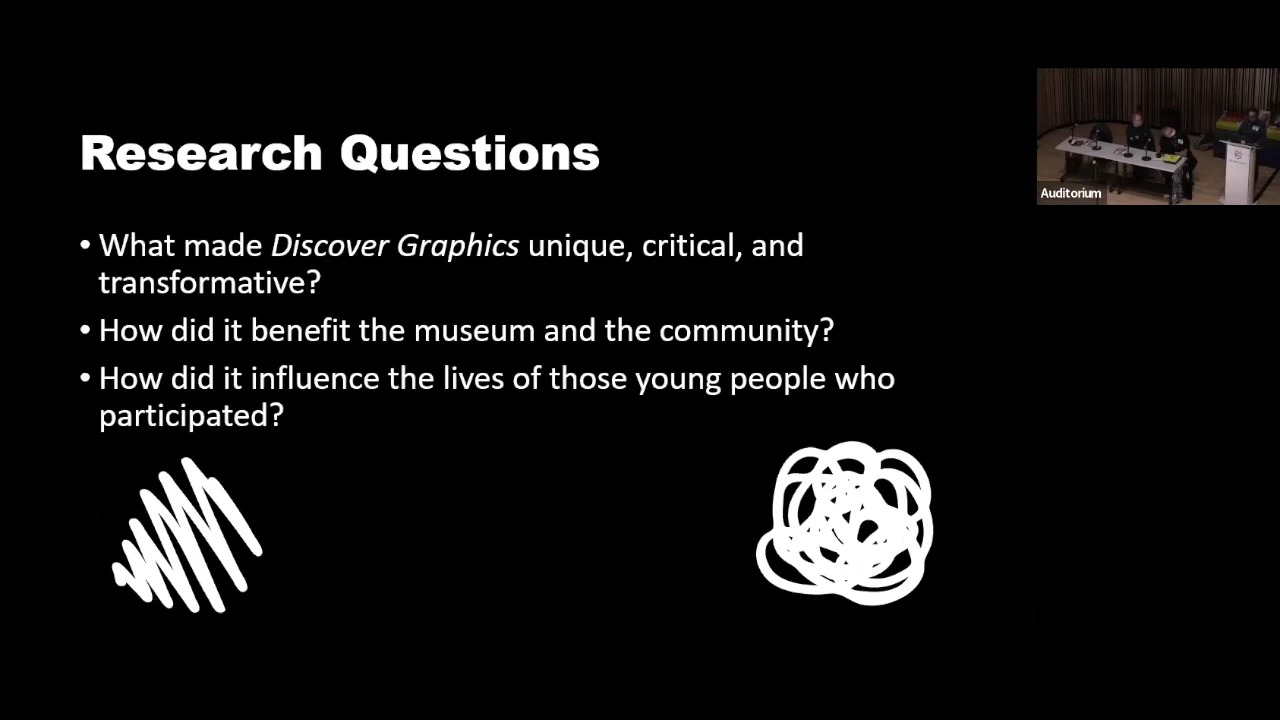 Research Questions
• What made Discover Graphics unique, critical, and
transformative?
• How did it benefit the museum and the community?
• How did it influence the lives of those young people who
participated?
Auditorium